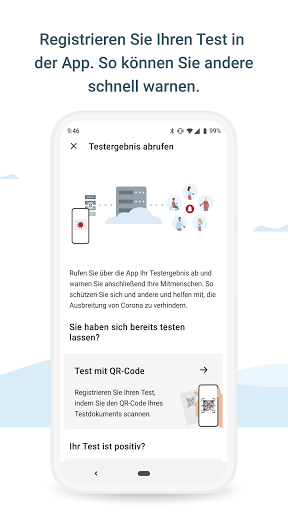 Registrieren Sie Ihren Test in
der App. So können Sie andere
schnell warnen.
9:46
99%
Testergebnis abrufen
Rufen Sie über die App Ihr Testergebnis ab und
warnen Sie anschließend Ihre Mitmenschen. So
schützen Sie sich und andere und helfen mit, die
Ausbreitung von Corona zu verhindern.
Sie haben sich bereits testen
lassen?
Test mit QR-Code
Registrieren Sie Ihren Test,
indem Sie den QR-Code Ihres
Testdokuments scannen.
Ihr Test ist positiv?